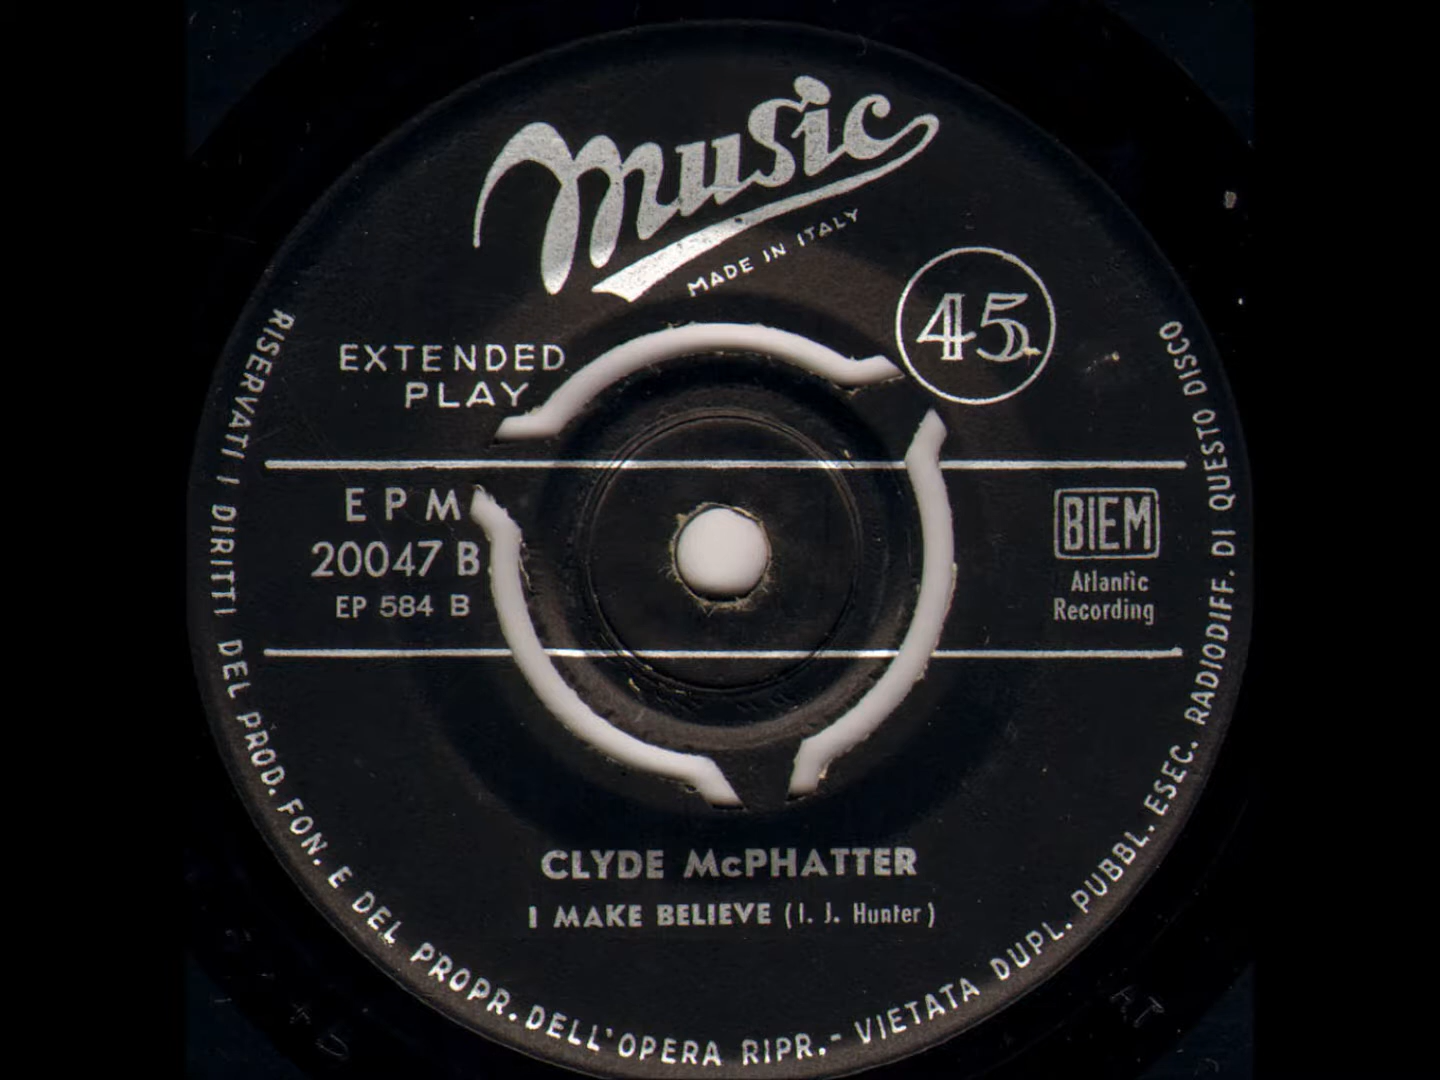 Music
MADE IN ITALY
45
EXTENDED
PLAY
EPM
20047 B
EP 584 B
BIEM
Atlantic
Recording
CLYDE McPHATTER
I MAKE BELIEVE (I. J. Hunter)
RISERVATI I DIRITTI DEL PROD. FON. E DEL PROPR. DELL'OPERA RIPR.- VIETATA DUPL. PUBBL. ESEC. RADIODIFF. DI QUESTO DISCO